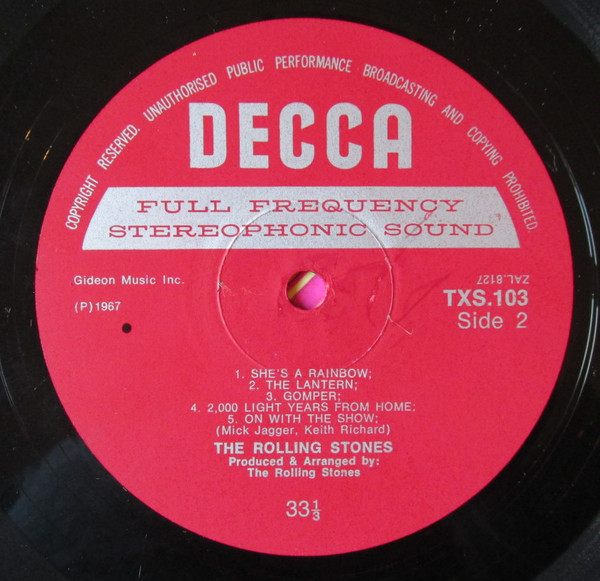 COPYRIGHT RESERVED. UNAUTHORISED PUBLIC PERFORMANCE BROADCASTING AND COPYING PROHIBITED.
DECCA
FULL FREQUENCY
STEREOPHONIC SOUND
Gideon Music Inc.
ZAL.8127
(P)1967
TXS.103
Side 2
1. SHE'S A RAINBOW;
2. THE LANTERN;
3. GOMPER;
4. 2,000 LIGHT YEARS FROM HOME;
5. ON WITH THE SHOW;
(Mick Jagger, Keith Richard)
THE ROLLING STONES
Produced & Arranged by:
The Rolling Stones
33⅓